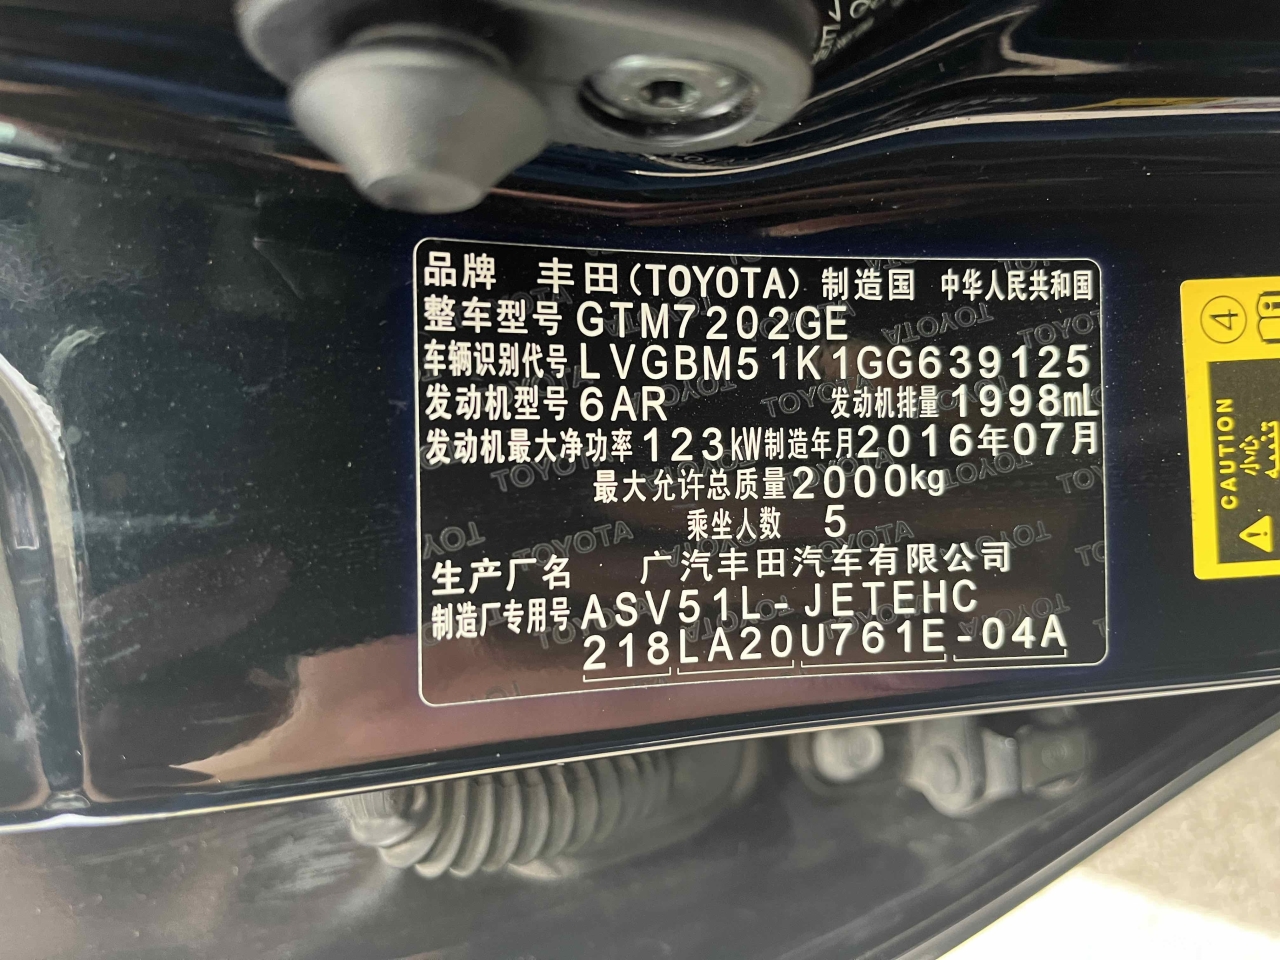 品牌 丰田(TOYOTA) 制造国 中华人民共和国
整车型号 GTM7202GE
车辆识别代号 LVGBM51K1GG639125
发动机型号 6AR 发动机排量 1998mL
发动机最大净功率 123kW 制造年月 2016年07月
最大允许总质量 2000kg
乘坐人数 5
生产厂名 广汽丰田汽车有限公司
制造厂专用号 ASV51L-JETEHC
218LA20U761E-04A
④
CAUTION
小心